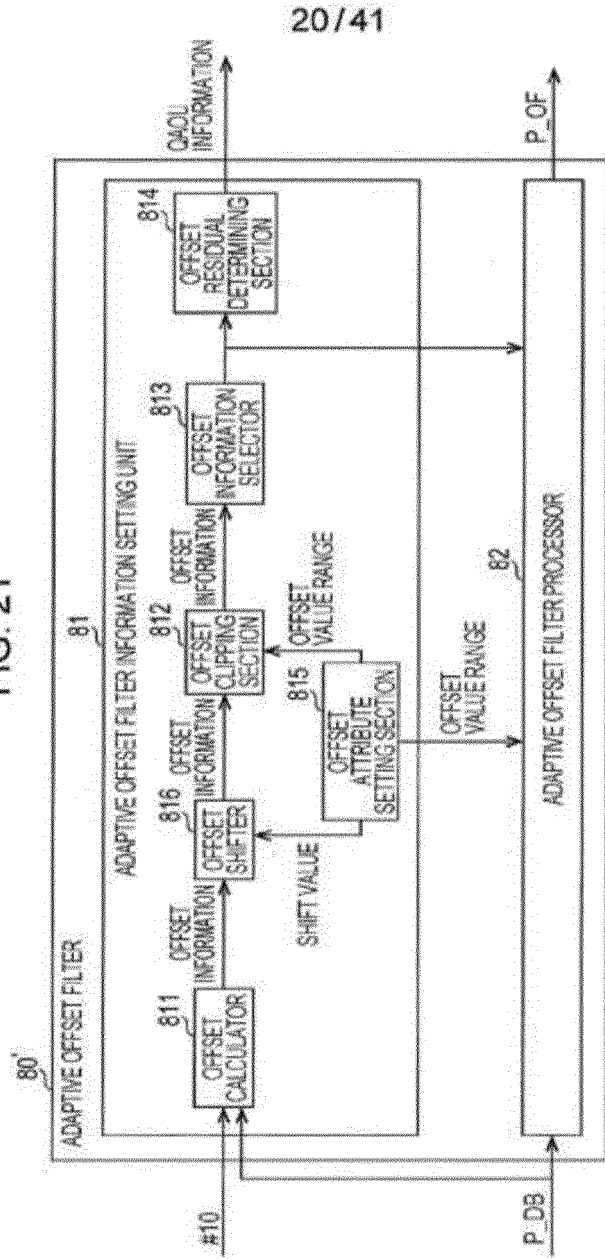 20/41
FIG. 21
80'
ADAPTIVE OFFSET FILTER
81
ADAPTIVE OFFSET FILTER INFORMATION SETTING UNIT
#10
811
OFFSET
CALCULATOR
OFFSET
INFORMATION
816
OFFSET
SHIFTER
OFFSET
INFORMATION
812
OFFSET
CLIPPING
SECTION
OFFSET
INFORMATION
813
OFFSET
INFORMATION
SELECTOR
814
OFFSET
RESIDUAL
DETERMINING
SECTION
QAOU
INFORMATION
SHIFT VALUE
815
OFFSET
ATTRIBUTE
SETTING SECTION
OFFSET
VALUE RANGE
OFFSET
VALUE RANGE
P_DB
82
ADAPTIVE OFFSET FILTER PROCESSOR
P_OF